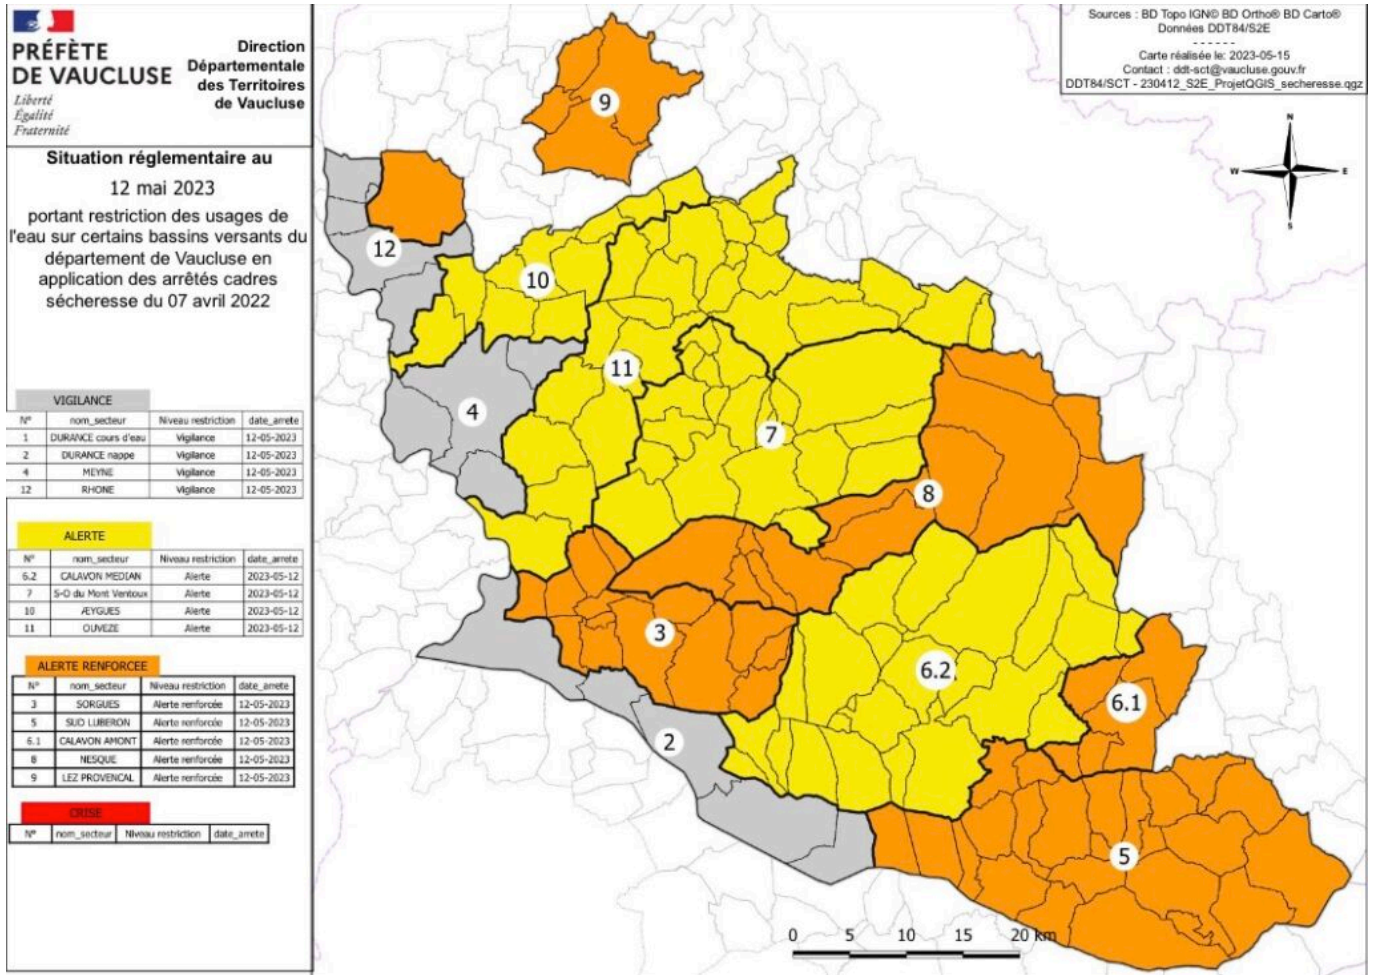 PRÉFÈTE
DE VAUCLUSE
Liberté
Égalité
Fraternité
Direction
Départementale
des Territoires
de Vaucluse
Situation réglementaire au
12 mai 2023
portant restriction des usages de
l'eau sur certains bassins versants du
département de Vaucluse en
application des arrêtés cadres
sécheresse du 07 avril 2022
VIGILANCE
N° nom_secteur Niveau restriction date_arrete
1 DURANCE cours d'eau Vigilance 12-05-2023
2 DURANCE nappe Vigilance 12-05-2023
4 MEYNE Vigilance 12-05-2023
12 RHONE Vigilance 12-05-2023
ALERTE
N° nom_secteur Niveau restriction date_arrete
6.2 CALAVON MEDIAN Alerte 2023-05-12
7 S-O du Mont Ventoux Alerte 2023-05-12
10 ÆYGUES Alerte 2023-05-12
11 OUVEZE Alerte 2023-05-12
ALERTE RENFORCEE
N° nom_secteur Niveau restriction date_arrete
3 SORGUES Alerte renforcée 12-05-2023
5 SUD LUBERON Alerte renforcée 12-05-2023
6.1 CALAVON AMONT Alerte renforcée 12-05-2023
8 NESQUE Alerte renforcée 12-05-2023
9 LEZ PROVENCAL Alerte renforcée 12-05-2023
CRISE
N° nom_secteur Niveau restriction date_arrete
Sources : BD Topo IGN© BD Ortho® BD Carto®
Données DDT84/S2E
- - - - - -
Carte réalisée le: 2023-05-15
Contact : ddt-sct@vaucluse.gouv.fr
DDT84/SCT - 230412_S2E_ProjetQGIS_secheresse.qgz
N
W E
S
9
12
10
11
4
7
8
3
6.2
6.1
2
5
0 5 10 15 20 km